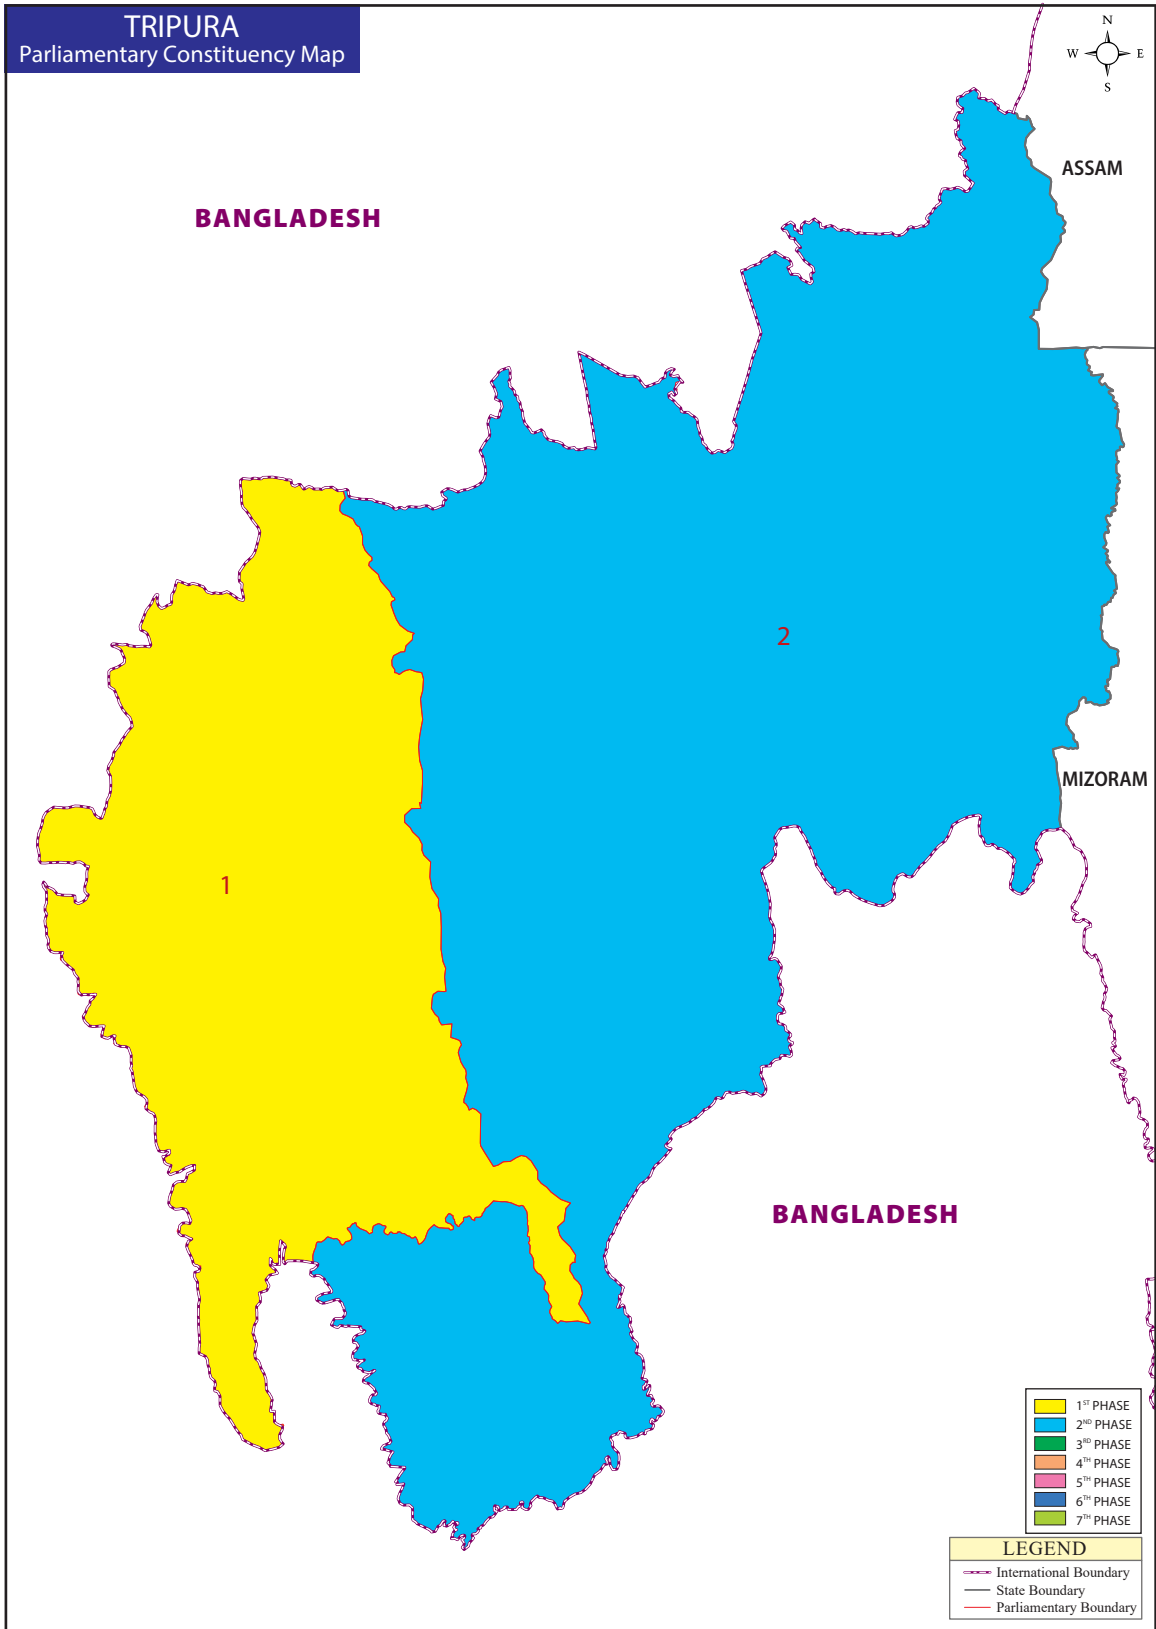 TRIPURA
Parliamentary Constituency Map
N
W E
S
ASSAM
BANGLADESH
2
MIZORAM
1
BANGLADESH
1ST PHASE
2ND PHASE
3RD PHASE
4TH PHASE
5TH PHASE
6TH PHASE
7TH PHASE
LEGEND
International Boundary
State Boundary
Parliamentary Boundary